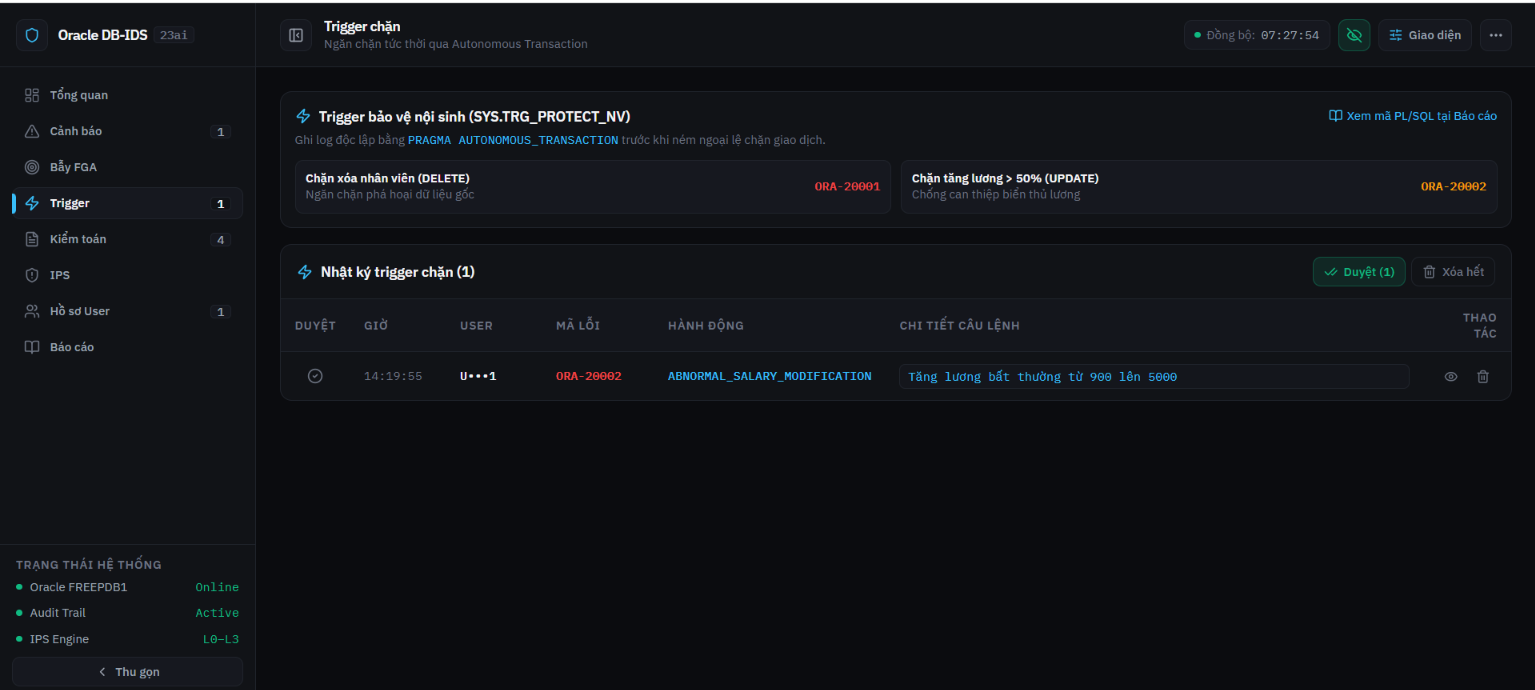 Oracle DB-IDS 23ai
Tổng quan
Cảnh báo 1
Bẫy FGA
Trigger 1
Kiểm toán 4
IPS
Hồ sơ User 1
Báo cáo
TRẠNG THÁI HỆ THỐNG
Oracle FREEPDB1 Online
Audit Trail Active
IPS Engine L0–L3
Thu gọn
Trigger chặn
Ngăn chặn tức thời qua Autonomous Transaction
Đồng bộ: 07:27:54
Giao diện
Trigger bảo vệ nội sinh (SYS.TRG_PROTECT_NV)
Xem mã PL/SQL tại Báo cáo
Ghi log độc lập bằng PRAGMA AUTONOMOUS_TRANSACTION trước khi ném ngoại lệ chặn giao dịch.
Chặn xóa nhân viên (DELETE)
Ngăn chặn phá hoại dữ liệu gốc
ORA-20001
Chặn tăng lương > 50% (UPDATE)
Chống can thiệp biển thủ lương
ORA-20002
Nhật ký trigger chặn (1)
Duyệt (1)
Xóa hết
DUYỆT GIỜ USER MÃ LỖI HÀNH ĐỘNG CHI TIẾT CÂU LỆNH THAO
TÁC
14:19:55 U•••1 ORA-20002 ABNORMAL_SALARY_MODIFICATION Tăng lương bất thường từ 900 lên 5000